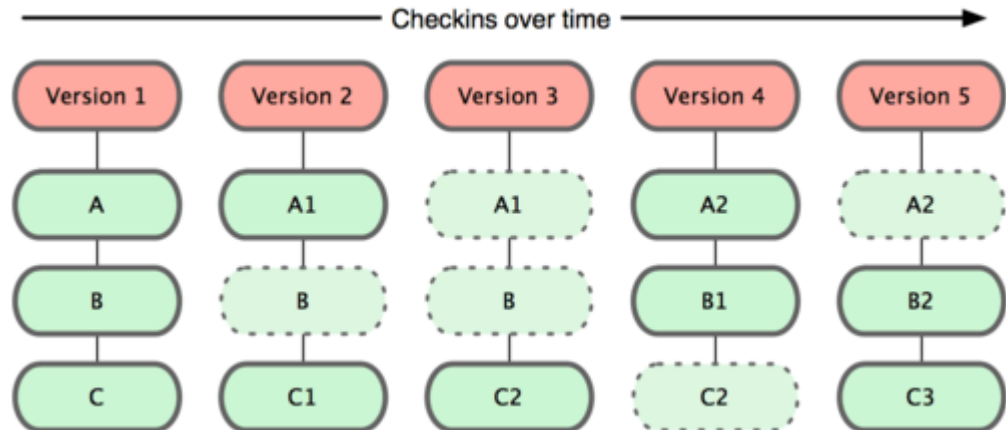 Checkins over time
Version 1 Version 2 Version 3 Version 4 Version 5
A A1 A1 A2 A2
B B B B1 B2
C C1 C2 C2 C3